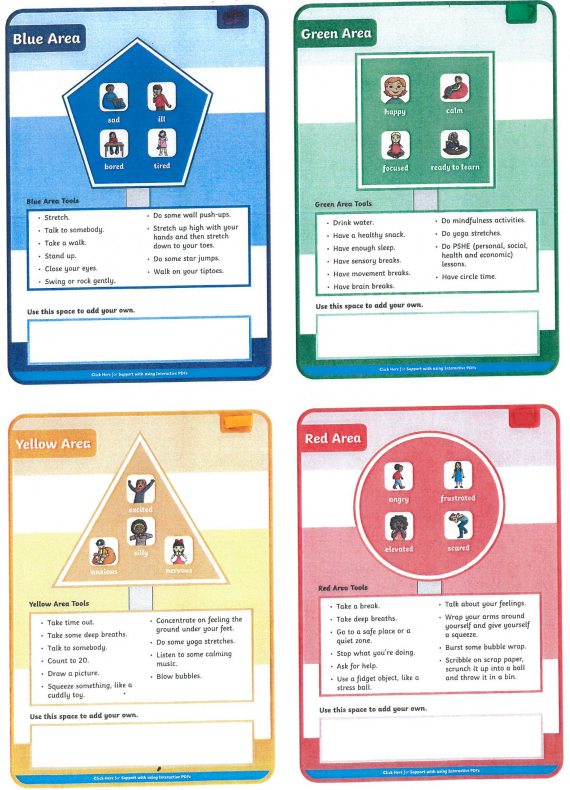 Blue Area
sad
ill
bored
tired
Blue Area Tools
• Stretch.
• Talk to somebody.
• Take a walk.
• Stand up.
• Close your eyes.
• Swing or rock gently.
• Do some wall push-ups.
• Stretch up high with your
hands and then stretch
down to your toes.
• Do some star jumps.
• Walk on your tiptoes.
Use this space to add your own.
Click Here for Support with using Interactive PDFs
Green Area
happy
calm
focused
ready to learn
Green Area Tools
• Drink water.
• Have a healthy snack.
• Have enough sleep.
• Have sensory breaks.
• Have movement breaks.
• Have brain breaks.
• Do mindfulness activities.
• Do yoga stretches.
• Do PSHE (personal, social,
health and economic)
lessons.
• Have circle time.
Use this space to add your own.
Click Here for Support with using Interactive PDFs
Yellow Area
excited
silly
anxious
nervous
Yellow Area Tools
• Take time out.
• Take some deep breaths.
• Talk to somebody.
• Count to 20.
• Draw a picture.
• Squeeze something, like a
cuddly toy.
• Concentrate on feeling the
ground under your feet.
• Do some yoga stretches.
• Listen to some calming
music.
• Blow bubbles.
Use this space to add your own.
Click Here for Support with using Interactive PDFs
Red Area
angry
frustrated
elevated
scared
Red Area Tools
• Take a break.
• Take deep breaths.
• Go to a safe place or a
quiet zone.
• Stop what you're doing.
• Ask for help.
• Use a fidget object, like a
stress ball.
• Talk about your feelings.
• Wrap your arms around
yourself and give yourself
a squeeze.
• Burst some bubble wrap.
• Scribble on scrap paper,
scrunch it up into a ball
and throw it in a bin.
Use this space to add your own.
Click Here for Support with using Interactive PDFs